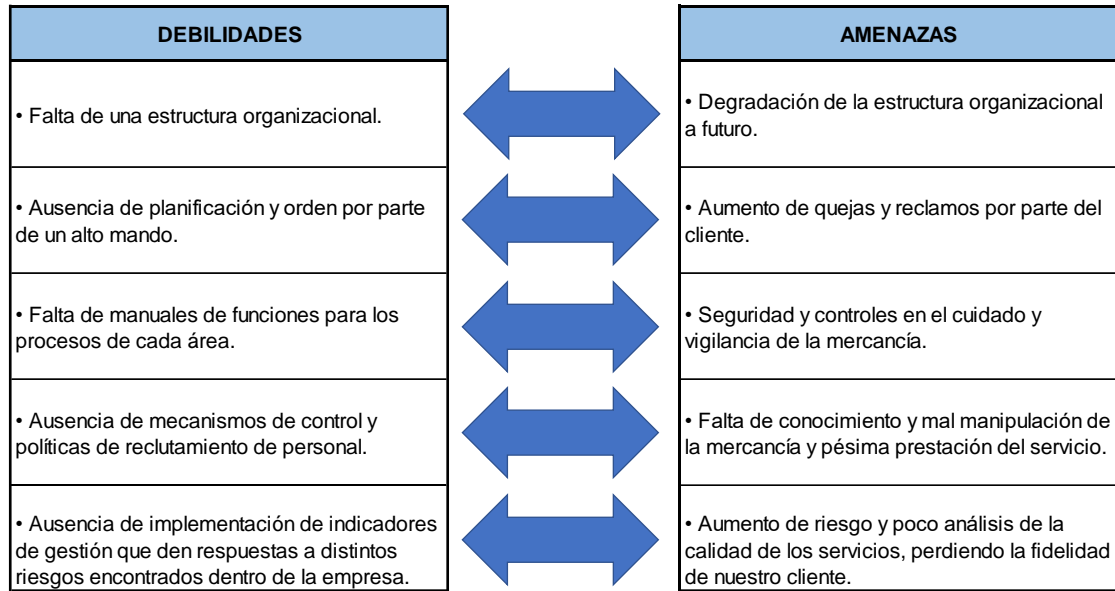 DEBILIDADES
AMENAZAS
• Falta de una estructura organizacional.
• Degradación de la estructura organizacional
a futuro.
• Ausencia de planificación y orden por parte
de un alto mando.
• Aumento de quejas y reclamos por parte del
cliente.
• Falta de manuales de funciones para los
procesos de cada área.
• Seguridad y controles en el cuidado y
vigilancia de la mercancía.
• Ausencia de mecanismos de control y
políticas de reclutamiento de personal.
• Falta de conocimiento y mal manipulación de
la mercancía y pésima prestación del servicio.
• Ausencia de implementación de indicadores
de gestión que den respuestas a distintos
riesgos encontrados dentro de la empresa.
• Aumento de riesgo y poco análisis de la
calidad de los servicios, perdiendo la fidelidad
de nuestro cliente.